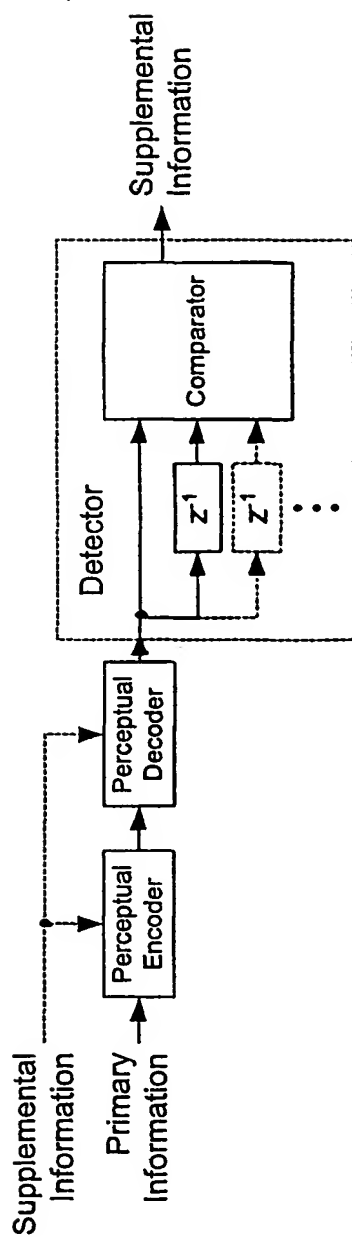 Supplemental
Information
Primary
Information
Perceptual
Encoder
Perceptual
Decoder
Detector
z-1
z-1
Comparator
Supplemental
Information